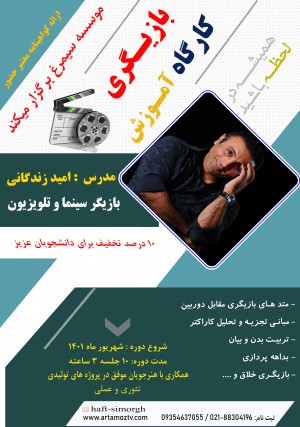 ارائه گواهینامه معتبر حضور
موسسه سیمرغ برگزار میکند
کارگاه آموزش
بازیگری
همیشه در
لحظه باشید
مدرس : امید زندگانی
بازیگر سینما و تلویزیون
۱۰ درصد تخفیف برای دانشجویان عزیز
- متد های بازیگری مقابل دوربین
- مبانی تجزیه و تحلیل کاراکتر
- تربیت بدن و بیان
- بداهه پردازی
- بازیگری خلاق و ....
شروع دوره : شهریور ماه ۱۴۰۱
مدت دوره: ۱۰ جلسه ۳ ساعته
همکاری با هنرجویان موفق در پروژه های تولیدی
تئوری و عملی
haft-simorgh
www.artamoztv.com
ثبت نام: 88304196-021 / 09354637055